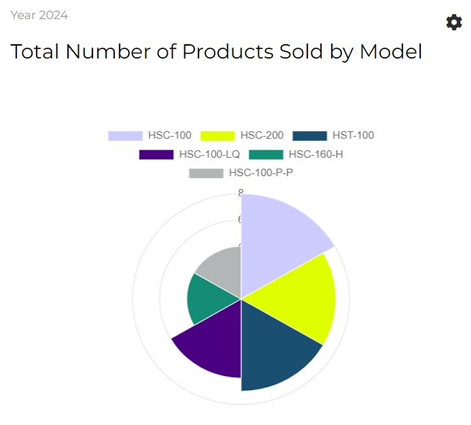 Year 2024
Total Number of Products Sold by Model
HSC-100 HSC-200 HST-100
HSC-100-LQ HSC-160-H
HSC-100-P-P
8
6